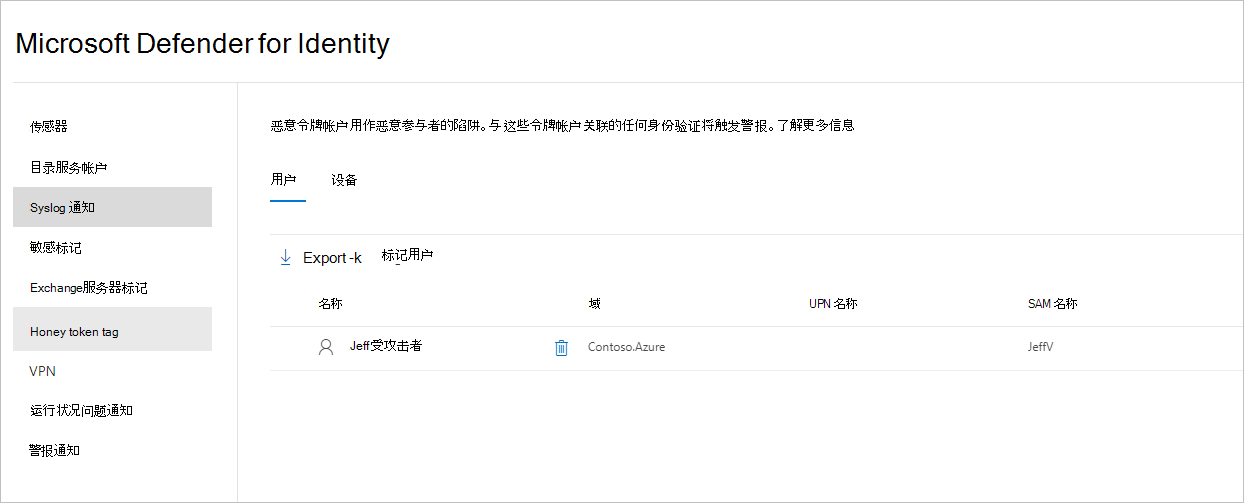 Microsoft Defender for Identity
传感器
目录服务帐户
Syslog 通知
敏感标记
Exchange服务器标记
Honey token tag
VPN
运行状况问题通知
警报通知
恶意令牌帐户用作恶意参与者的陷阱。与这些令牌帐户关联的任何身份验证将触发警报。了解更多信息
用户 设备
Export -k 标记用户
名称 域 UPN 名称 SAM 名称
Jeff受攻击者 Contoso.Azure JeffV